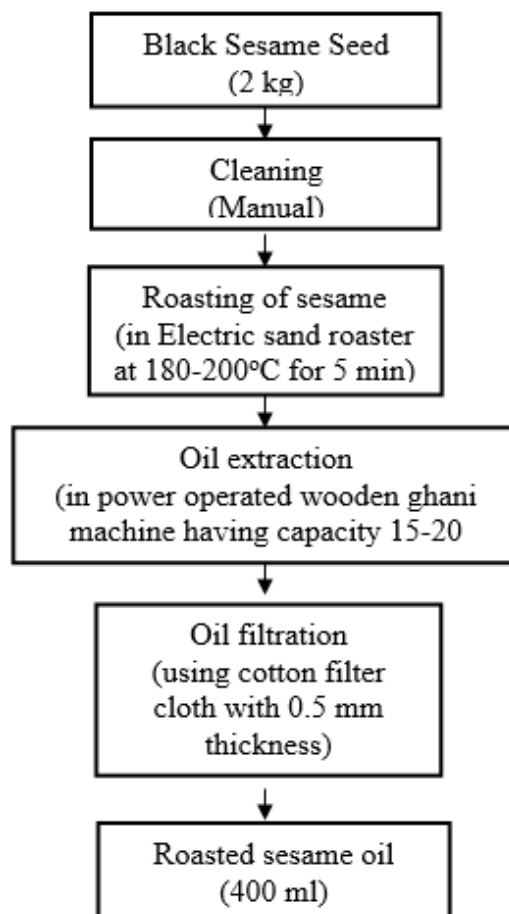 Black Sesame Seed
(2 kg)
Cleaning
(Manual)
Roasting of sesame
(in Electric sand roaster
at 180-200°C for 5 min)
Oil extraction
(in power operated wooden ghani
machine having capacity 15-20
Oil filtration
(using cotton filter
cloth with 0.5 mm
thickness)
Roasted sesame oil
(400 ml)